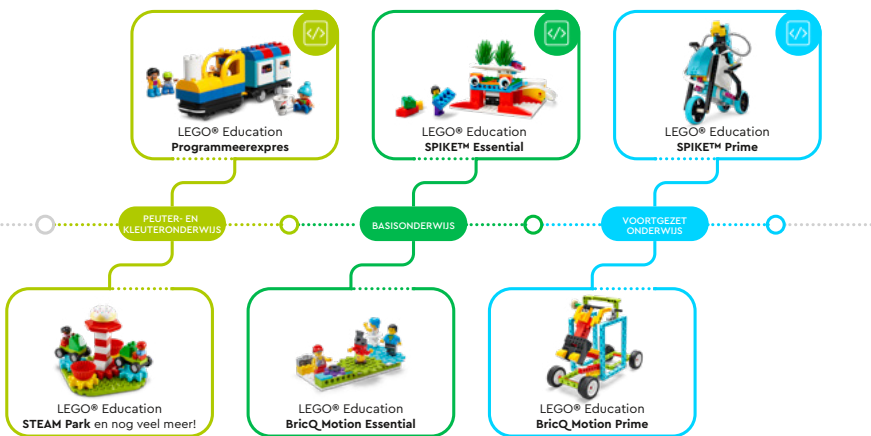 LEGO® Education
Programmeerexpres
LEGO® Education
SPIKE™ Essential
LEGO® Education
SPIKE™ Prime
PEUTER- EN
KLEUTERONDERWIJS
BASISONDERWIJS
VOORTGEZET
ONDERWIJS
LEGO® Education
STEAM Park en nog veel meer!
LEGO® Education
BricQ Motion Essential
LEGO® Education
BricQ Motion Prime